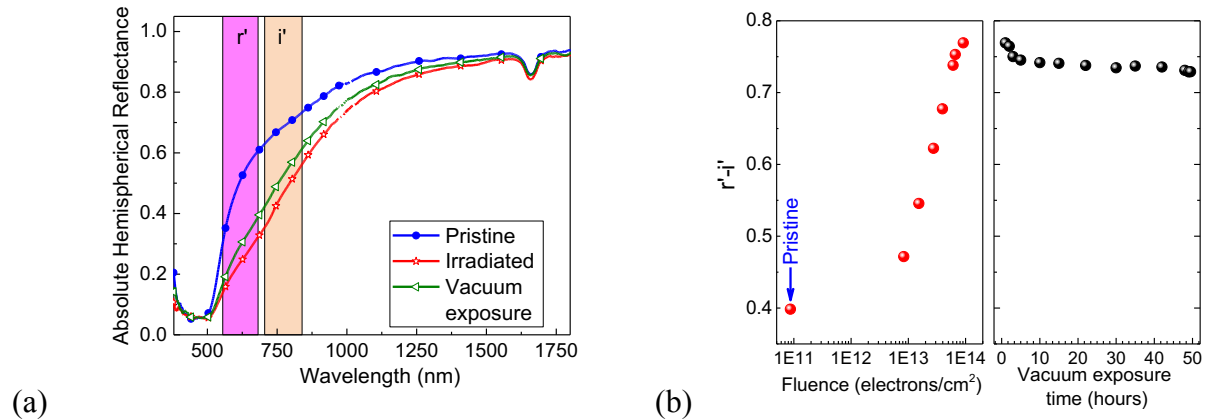 r'
i'
Absolute Hemispherical Reflectance
1.0
0.8
0.6
0.4
0.2
0.0
Pristine
Irradiated
Vacuum
exposure
500
750
1000
1250
1500
1750
Wavelength (nm)
(a)
r'-i'
0.8
0.7
0.6
0.5
0.4
Pristine
1E11 1E12 1E13 1E14
Fluence (electrons/cm²)
0 10 20 30 40 50
Vacuum exposure
time (hours)
(b)